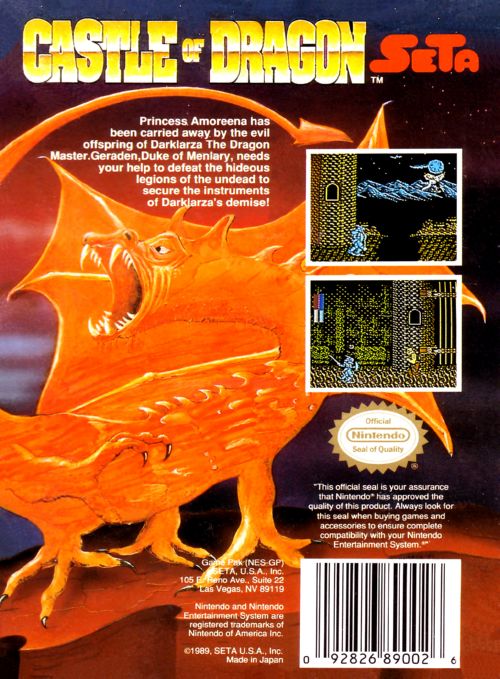 CASTLE OF DRAGON
SETA
TM
Princess Amoreena has
been carried away by the evil
offspring of Darklarza The Dragon
Master.Geraden,Duke of Meniary, needs
your help to defeat the hideous
legions of the undead to
secure the instruments
of Darklarza's demise!
Official
Nintendo
Seal of Quality
®
"This official seal is your assurance
that Nintendo® has approved the
quality of this product. Always look for
this seal when buying games and
accessories to ensure complete
compatibility with your Nintendo
Entertainment System.®"
Game Pak (NES-GP)
SETA, U.S.A., Inc.
105 E. Reno Ave., Suite 22
Las Vegas, NV 89119
Nintendo and Nintendo
Entertainment System are
registered trademarks of
Nintendo of America Inc.
©1989, SETA U.S.A., Inc.
Made in Japan
0 92826 89002 6